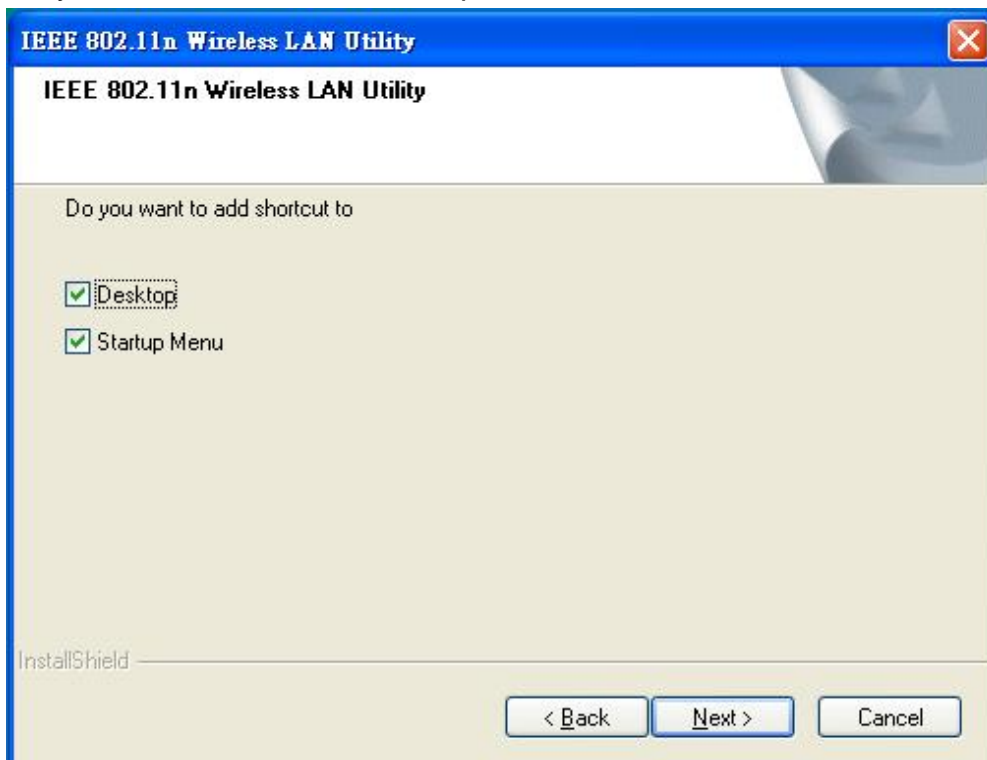 IEEE 802.11n Wireless LAN Utility
IEEE 802.11n Wireless LAN Utility
Do you want to add shortcut to
Desktop
Startup Menu
InstallShield
< Back Next > Cancel